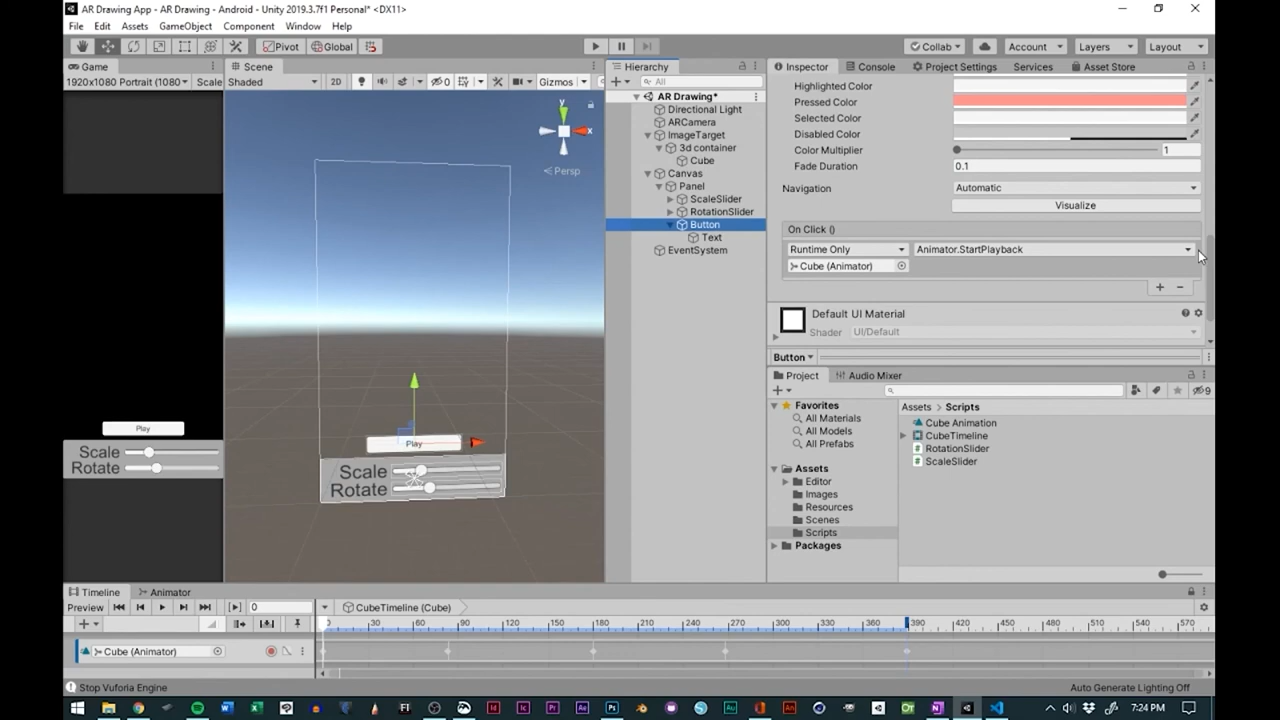 AR Drawing App - AR Drawing - Android - Unity 2019.3.7f1 Personal* <DX11>
File Edit Assets GameObject Component Window Help
Pivot Global Collab Account Layers Layout
Game Scene Hierarchy Inspector Console Project Settings Services Asset Store
1920x1080 Portrait (1080 Scale Shaded 2D 0 Gizmos All
Highlighted Color
AR Drawing*
Pressed Color
Directional Light
Selected Color
ARCamera
Disabled Color
ImageTarget
Color Multiplier 1
3d container
Fade Duration 0.1
Cube
Navigation Automatic
Canvas
Visualize
Panel
ScaleSlider
RotationSlider
Button
Text
EventSystem
y
x
Persp
On Click ()
Runtime Only Animator.StartPlayback
Cube (Animator)
Default UI Material
Shader UI/Default
Button
Project Audio Mixer
9
Favorites
All Materials
All Models
All Prefabs
Assets
Editor
Images
Resources
Scenes
Scripts
Packages
Assets Scripts
Cube Animation
CubeTimeline
RotationSlider
ScaleSlider
Play
Scale
Rotate
Play
Scale
Rotate
Timeline Animator
Preview 0 CubeTimeline (Cube)
0 30 60 90 120 150 180 210 240 270 300 330 360 390 420 450 480 510 540 570
Cube (Animator)
Stop Vuforia Engine Auto Generate Lighting Off
7:24 PM